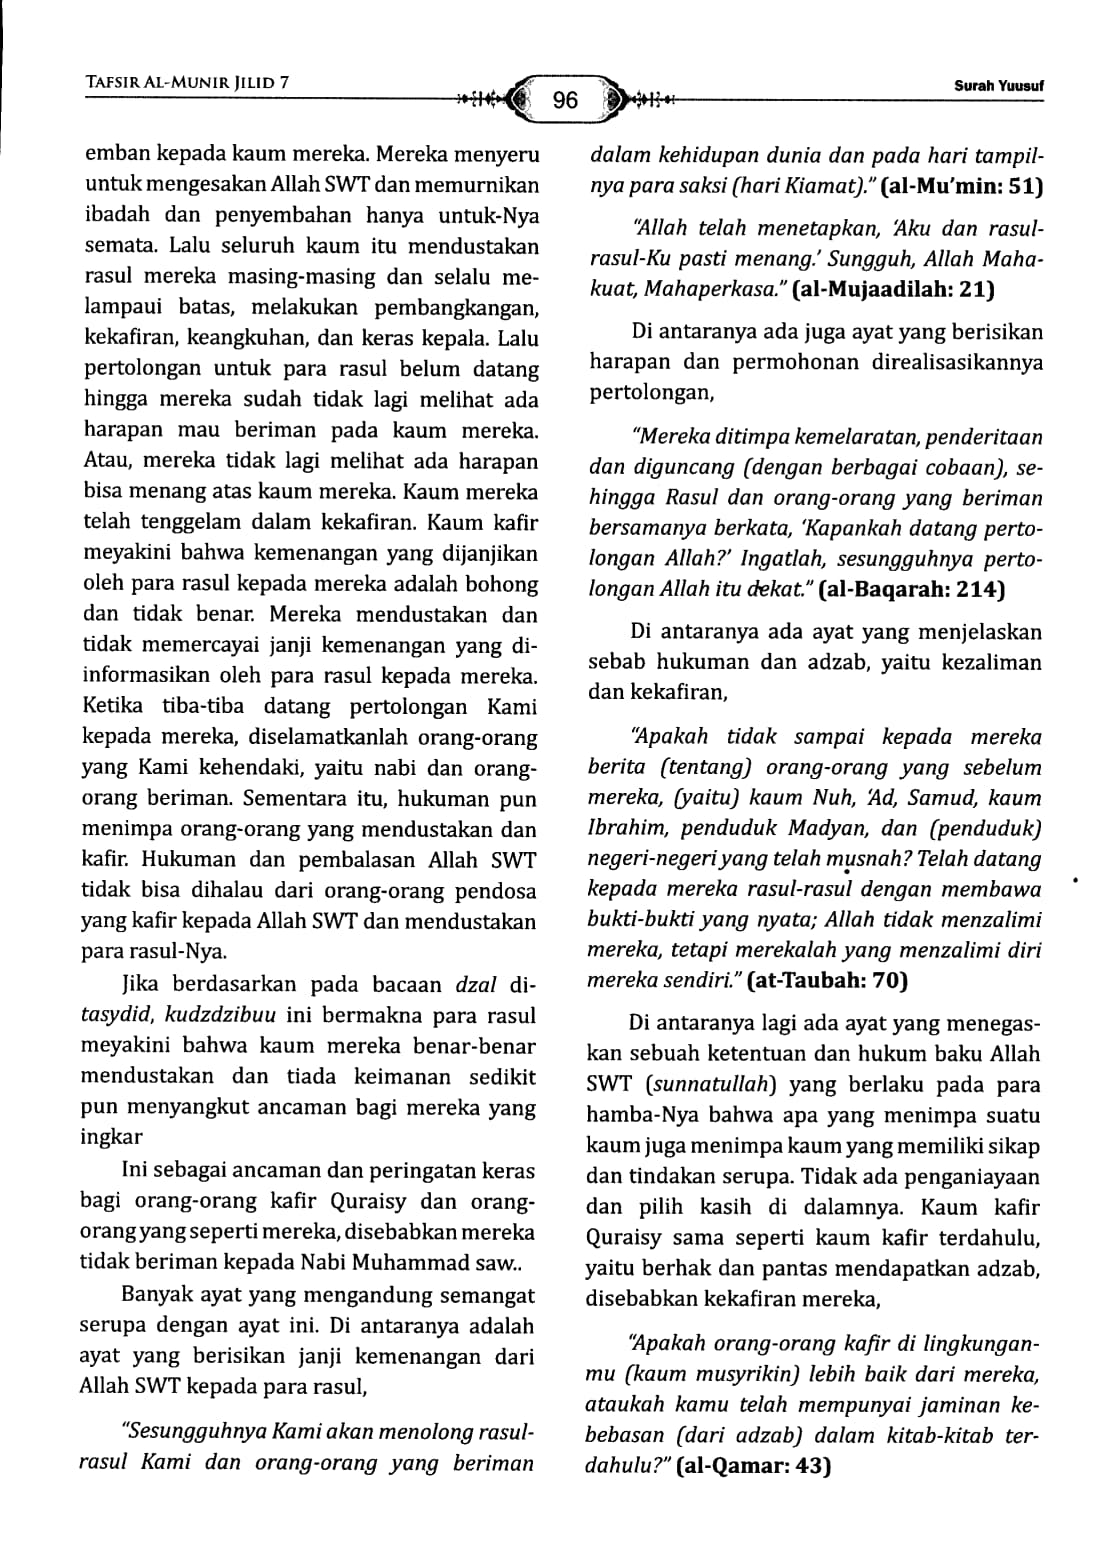 TAFSIR AL-MUNIR JILID 7
96
Surah Yuusuf
emban kepada kaum mereka. Mereka menyeru
untuk mengesakan Allah SWT dan memurnikan
ibadah dan penyembahan hanya untuk-Nya
semata. Lalu seluruh kaum itu mendustakan
rasul mereka masing-masing dan selalu me-
lampaui batas, melakukan pembangkangan,
kekafiran, keangkuhan, dan keras kepala. Lalu
pertolongan untuk para rasul belum datang
hingga mereka sudah tidak lagi melihat ada
harapan mau beriman pada kaum mereka.
Atau, mereka tidak lagi melihat ada harapan
bisa menang atas kaum mereka. Kaum mereka
telah tenggelam dalam kekafiran. Kaum kafir
meyakini bahwa kemenangan yang dijanjikan
oleh para rasul kepada mereka adalah bohong
dan tidak benar. Mereka mendustakan dan
tidak memercayai janji kemenangan yang di-
informasikan oleh para rasul kepada mereka.
Ketika tiba-tiba datang pertolongan Kami
kepada mereka, diselamatkanlah orang-orang
yang Kami kehendaki, yaitu nabi dan orang-
orang beriman. Sementara itu, hukuman pun
menimpa orang-orang yang mendustakan dan
kafir. Hukuman dan pembalasan Allah SWT
tidak bisa dihalau dari orang-orang pendosa
yang kafir kepada Allah SWT dan mendustakan
para rasul-Nya.
Jika berdasarkan pada bacaan dzal di-
tasydid, kudzdzibuu ini bermakna para rasul
meyakini bahwa kaum mereka benar-benar
mendustakan dan tiada keimanan sedikit
pun menyangkut ancaman bagi mereka yang
ingkar
Ini sebagai ancaman dan peringatan keras
bagi orang-orang kafir Quraisy dan orang-
orang yang seperti mereka, disebabkan mereka
tidak beriman kepada Nabi Muhammad saw..
Banyak ayat yang mengandung semangat
serupa dengan ayat ini. Di antaranya adalah
ayat yang berisikan janji kemenangan dari
Allah SWT kepada para rasul,
“Sesungguhnya Kami akan menolong rasul-
rasul Kami dan orang-orang yang beriman
dalam kehidupan dunia dan pada hari tampil-
nya para saksi (hari Kiamat).” (al-Mu’min: 51)
“Allah telah menetapkan, ‘Aku dan rasul-
rasul-Ku pasti menang.’ Sungguh, Allah Maha-
kuat, Mahaperkasa.” (al-Mujaadilah: 21)
Di antaranya ada juga ayat yang berisikan
harapan dan permohonan direalisasikannya
pertolongan,
“Mereka ditimpa kemelaratan, penderitaan
dan diguncang (dengan berbagai cobaan), se-
hingga Rasul dan orang-orang yang beriman
bersamanya berkata, ‘Kapankah datang perto-
longan Allah?’ Ingatlah, sesungguhnya perto-
longan Allah itu dekat.” (al-Baqarah: 214)
Di antaranya ada ayat yang menjelaskan
sebab hukuman dan adzab, yaitu kezaliman
dan kekafiran,
“Apakah tidak sampai kepada mereka
berita (tentang) orang-orang yang sebelum
mereka, (yaitu) kaum Nuh, ‘Ad, Samud, kaum
Ibrahim, penduduk Madyan, dan (penduduk)
negeri-negeri yang telah musnah? Telah datang
kepada mereka rasul-rasul dengan membawa
bukti-bukti yang nyata; Allah tidak menzalimi
mereka, tetapi merekalah yang menzalimi diri
mereka sendiri.” (at-Taubah: 70)
Di antaranya lagi ada ayat yang menegas-
kan sebuah ketentuan dan hukum baku Allah
SWT (sunnatullah) yang berlaku pada para
hamba-Nya bahwa apa yang menimpa suatu
kaum juga menimpa kaum yang memiliki sikap
dan tindakan serupa. Tidak ada penganiayaan
dan pilih kasih di dalamnya. Kaum kafir
Quraisy sama seperti kaum kafir terdahulu,
yaitu berhak dan pantas mendapatkan adzab,
disebabkan kekafiran mereka,
“Apakah orang-orang kafir di lingkungan-
mu (kaum musyrikin) lebih baik dari mereka,
ataukah kamu telah mempunyai jaminan ke-
bebasan (dari adzab) dalam kitab-kitab ter-
dahulu?” (al-Qamar: 43)